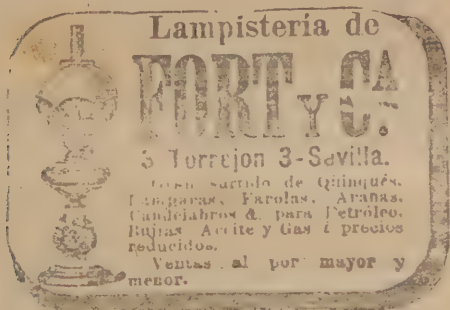 Lampistería de
FORT Y C.ª
3 Torrejon 3-Sevilla.
Gran surtido de Quinqués,
Lámparas, Farolas, Arañas,
Candelabros &. para Petróleo,
Bujías Aceite y Gas á precios
reducidos.
Ventas al por mayor y
menor.